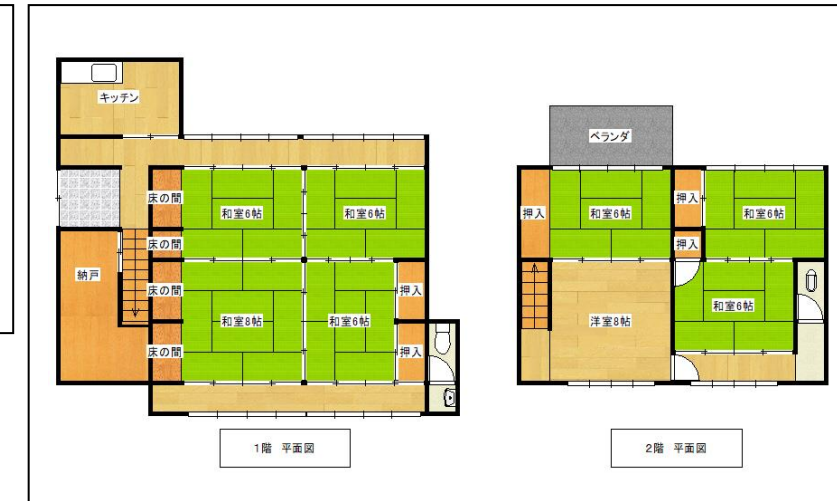 キッチン
床の間
和室6帖
和室6帖
床の間
納戸
床の間
和室8帖
和室6帖
押入
床の間
押入
1階 平面図
ベランダ
押入
和室6帖
押入
和室6帖
押入
和室6帖
洋室8帖
2階 平面図